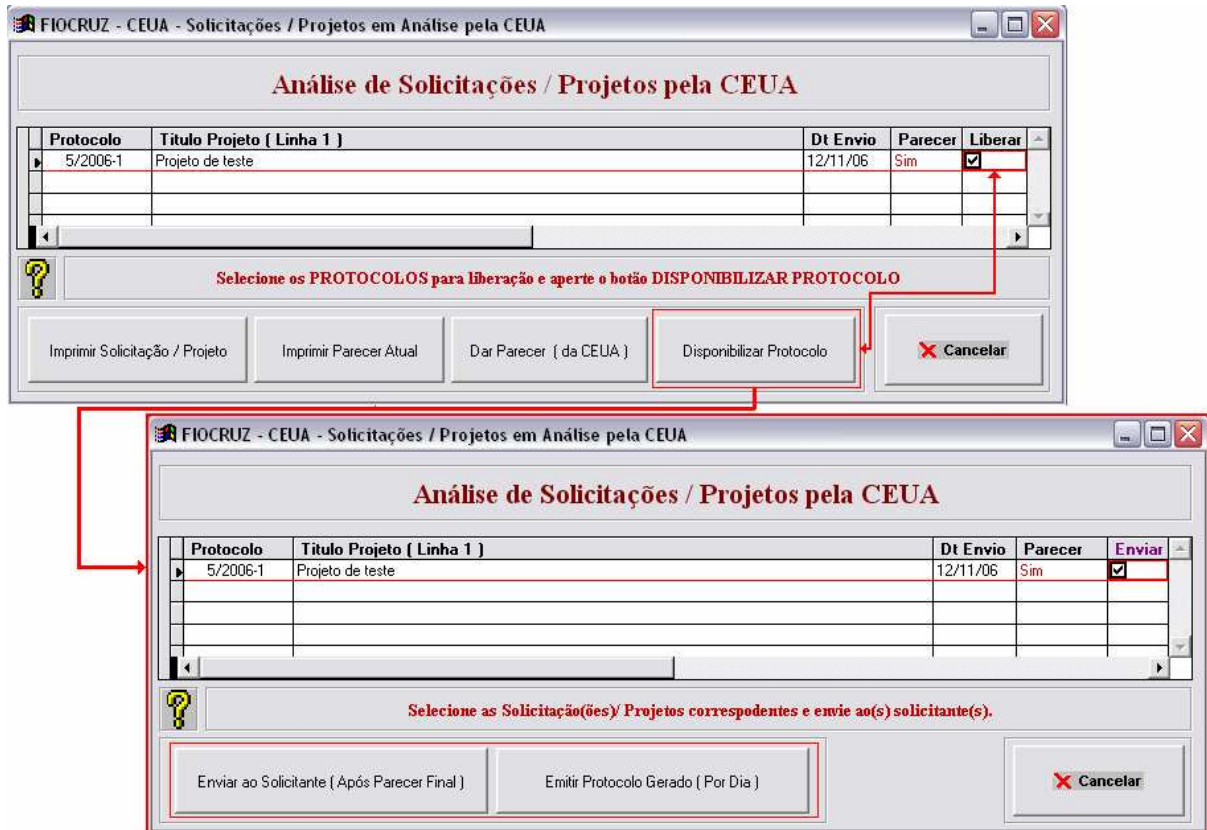 FIOCRUZ - CEUA - Solicitações / Projetos em Análise pela CEUA
Análise de Solicitações / Projetos pela CEUA
Protocolo Titulo Projeto ( Linha 1 ) Dt Envio Parecer Liberar
5/2006-1 Projeto de teste 12/11/06 Sim
Selecione os PROTOCOLOS para liberação e aperte o botão DISPONIBILIZAR PROTOCOLO
Imprimir Solicitação / Projeto Imprimir Parecer Atual Dar Parecer ( da CEUA ) Disponibilizar Protocolo Cancelar
FIOCRUZ - CEUA - Solicitações / Projetos em Análise pela CEUA
Análise de Solicitações / Projetos pela CEUA
Protocolo Titulo Projeto ( Linha 1 ) Dt Envio Parecer Enviar
5/2006-1 Projeto de teste 12/11/06 Sim
Selecione as Solicitação(ões)/ Projetos correspodentes e envie ao(s) solicitante(s).
Enviar ao Solicitante ( Após Parecer Final ) Emitir Protocolo Gerado ( Por Dia ) Cancelar